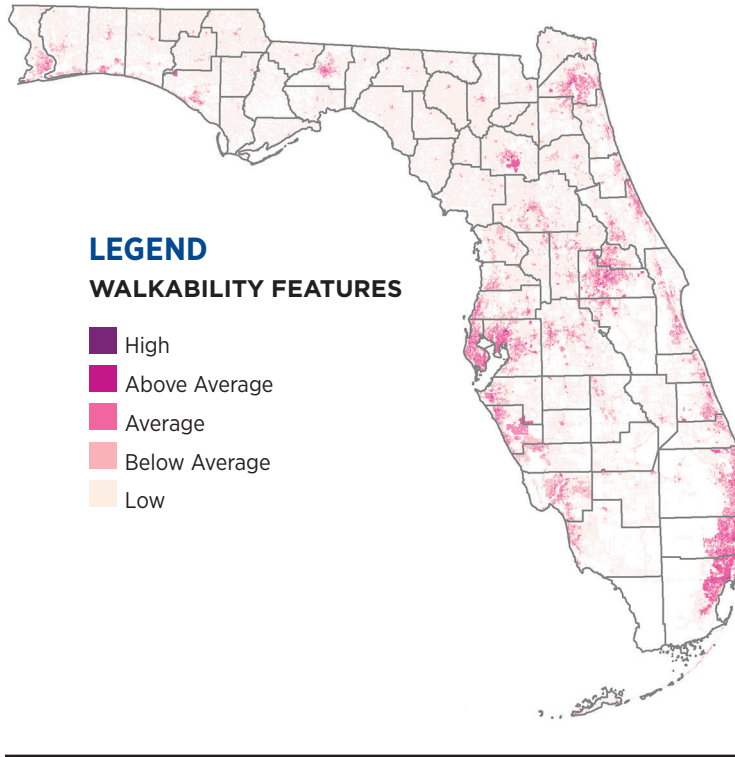 LEGEND
WALKABILITY FEATURES
High
Above Average
Average
Below Average
Low